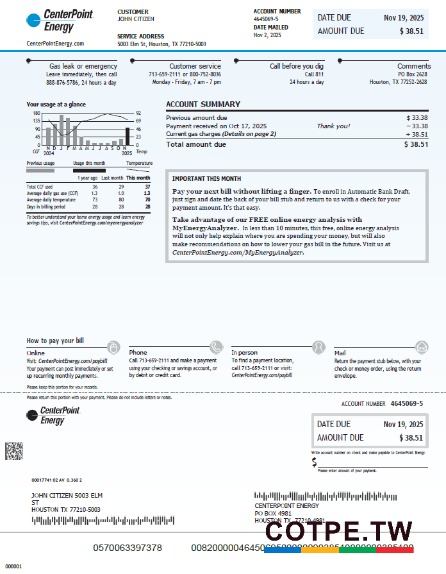 CenterPoint
Energy
CenterPointEnergy.com
CUSTOMER
JOHN CITIZEN
SERVICE ADDRESS
5003 Elm St, Houston, TX 77210-5003
ACCOUNT NUMBER
4645069-5
DATE MAILED
Nov 2, 2025
DATE DUE Nov 19, 2025
AMOUNT DUE $ 38.51
Gas leak or emergency
Leave immediately, then call
888-876-5786, 24 hours a day
Customer service
713-659-2111 or 800-752-8036
Monday - Friday, 7 am - 7 pm
Call before you dig
Call 811
24 hours a day
Comments
PO Box 2628
Houston, TX 77252-2628
Your usage at a glance
180 92
150 69
90 46
60 23
0 0
CCF N D J F M A M J J A S O N Temp
2024 2025
Previous usage Usage this month Temperature
1 year ago Last month This month
Total CCF used 36 29 37
Average daily gas use (CCF) 1.3 1.0 1.3
Average daily temperature 73 80 70
Days in billing period 28 28 28
To better understand your home energy usage and learn energy
savings tips, visit CenterPointEnergy.com/myenergyanalyzer
ACCOUNT SUMMARY
Previous amount due $ 33.38
Payment received on Oct 17, 2025 Thank you! - 33.38
Current gas charges (Details on page 2) + 38.51
Total amount due $ 38.51
IMPORTANT THIS MONTH
Pay your next bill without lifting a finger. To enroll in Automatic Bank Draft,
just sign and date the back of your bill stub and return to us with a check for your
payment amount. It's that easy.
Take advantage of our FREE online energy analysis with
MyEnergyAnalyzer. In less than 10 minutes, this free, online energy analysis
will not only help explain where you are spending your money, but will also
make recommendations on how to lower your gas bill in the future. Visit us at
CenterPointEnergy.com/MyEnergyAnalyzer.
How to pay your bill
Online
Visit: CenterPointEnergy.com/paybill
Your payment can post immediately or set
up recurring monthly payments.
Phone
Call 713-659-2111 and make a payment
using your checking or savings account, or
by debit or credit card.
In person
To find a payment location,
call 713-659-2111 or visit:
CenterPointEnergy.com/paybill
Mail
Return the payment stub below, with your
check or money order, using the return
envelope.
Please keep this portion for your month.
Please return this portion with your payment. Please do not include letters or notes.
CenterPoint
Energy
ACCOUNT NUMBER 4645069-5
DATE DUE Nov 19, 2025
AMOUNT DUE $ 38.51
Write account number on check and make payable to CenterPoint Energy
$
Please enter amount of your payment.
00017741 02 AV 0.360 2
JOHN CITIZEN 5003 ELM
ST
HOUSTON TX 77210-5003
CENTERPOINT ENERGY
PO BOX 4981
HOUSTON TX 77210-4981
COTPE.TW
0570063397378
000001